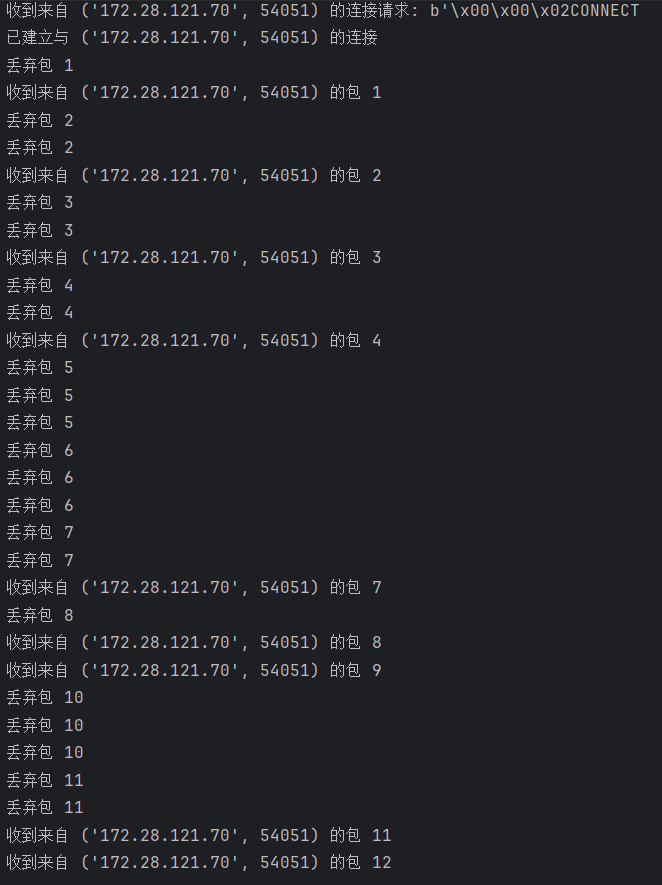 收到来自 ('172.28.121.70', 54051) 的连接请求: b'\x00\x00\x02CONNECT
已建立与 ('172.28.121.70', 54051) 的连接
丢弃包 1
收到来自 ('172.28.121.70', 54051) 的包 1
丢弃包 2
丢弃包 2
收到来自 ('172.28.121.70', 54051) 的包 2
丢弃包 3
丢弃包 3
收到来自 ('172.28.121.70', 54051) 的包 3
丢弃包 4
丢弃包 4
收到来自 ('172.28.121.70', 54051) 的包 4
丢弃包 5
丢弃包 5
丢弃包 5
丢弃包 6
丢弃包 6
丢弃包 6
丢弃包 7
丢弃包 7
收到来自 ('172.28.121.70', 54051) 的包 7
丢弃包 8
收到来自 ('172.28.121.70', 54051) 的包 8
收到来自 ('172.28.121.70', 54051) 的包 9
丢弃包 10
丢弃包 10
丢弃包 10
丢弃包 11
丢弃包 11
收到来自 ('172.28.121.70', 54051) 的包 11
收到来自 ('172.28.121.70', 54051) 的包 12